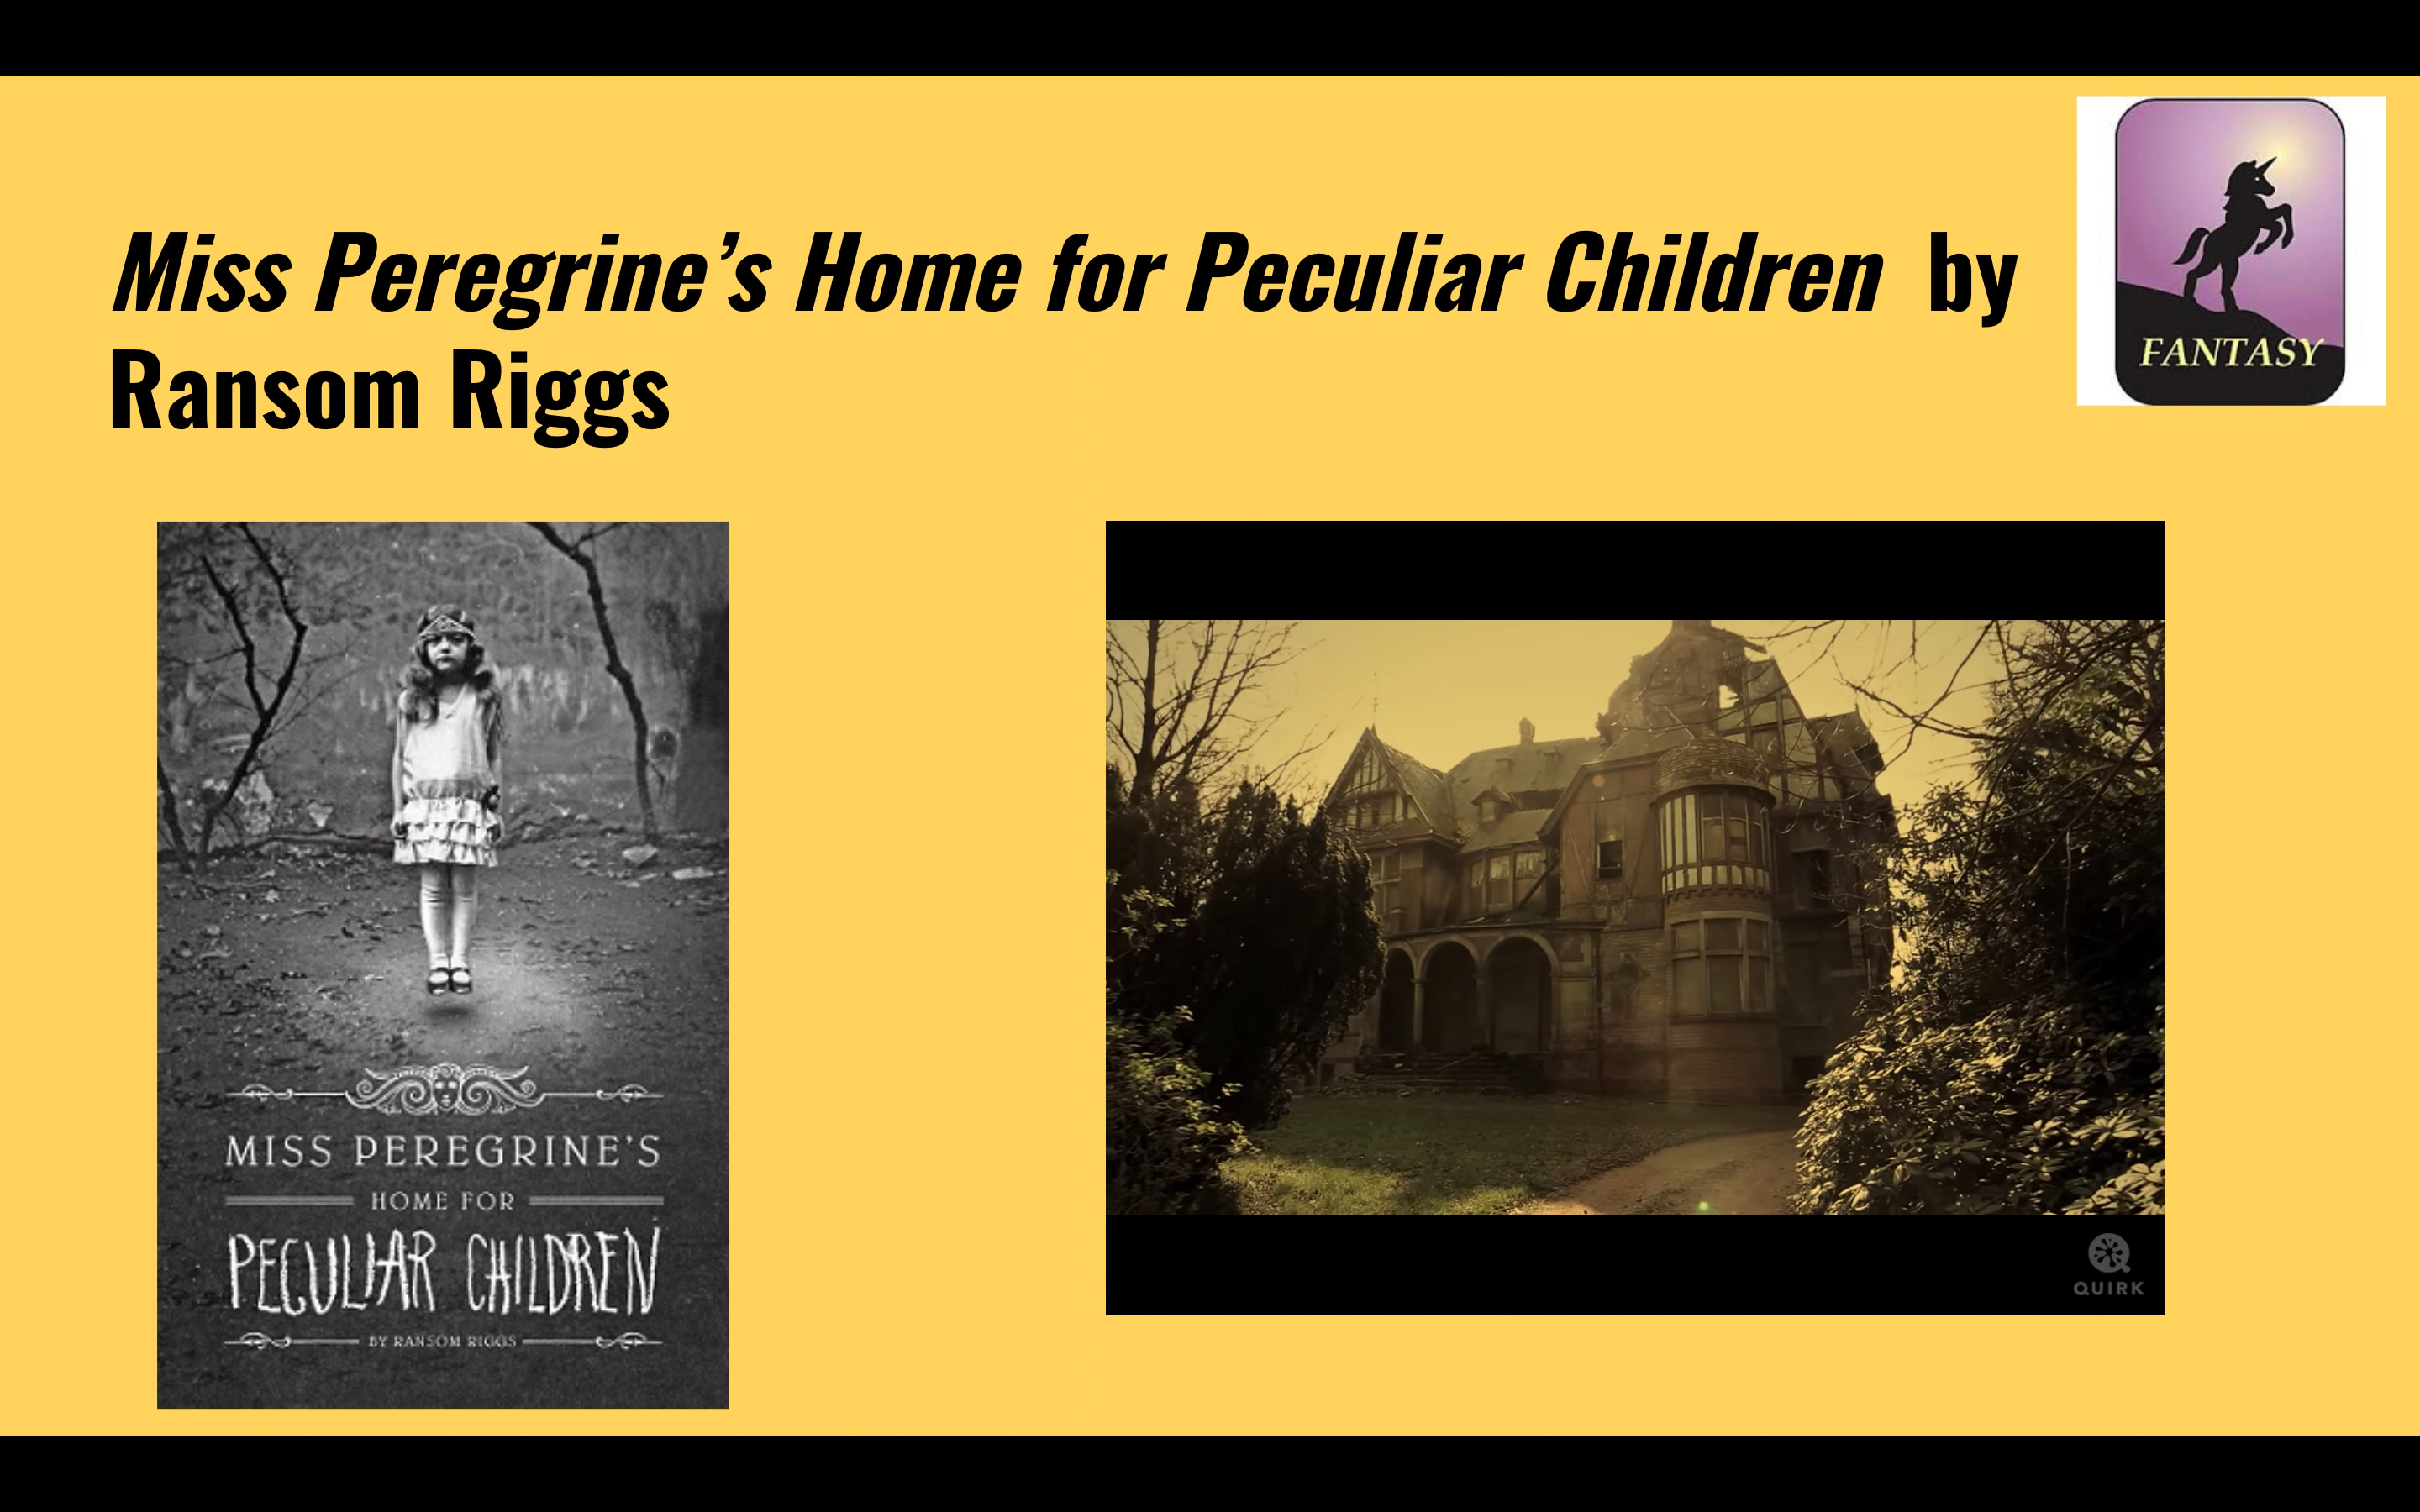 Miss Peregrine’s Home for Peculiar Children by
Ransom Riggs
FANTASY
MISS PEREGRINE'S
HOME FOR
PECULIAR CHILDREN
BY RANSOM RIGGS
QUIRK